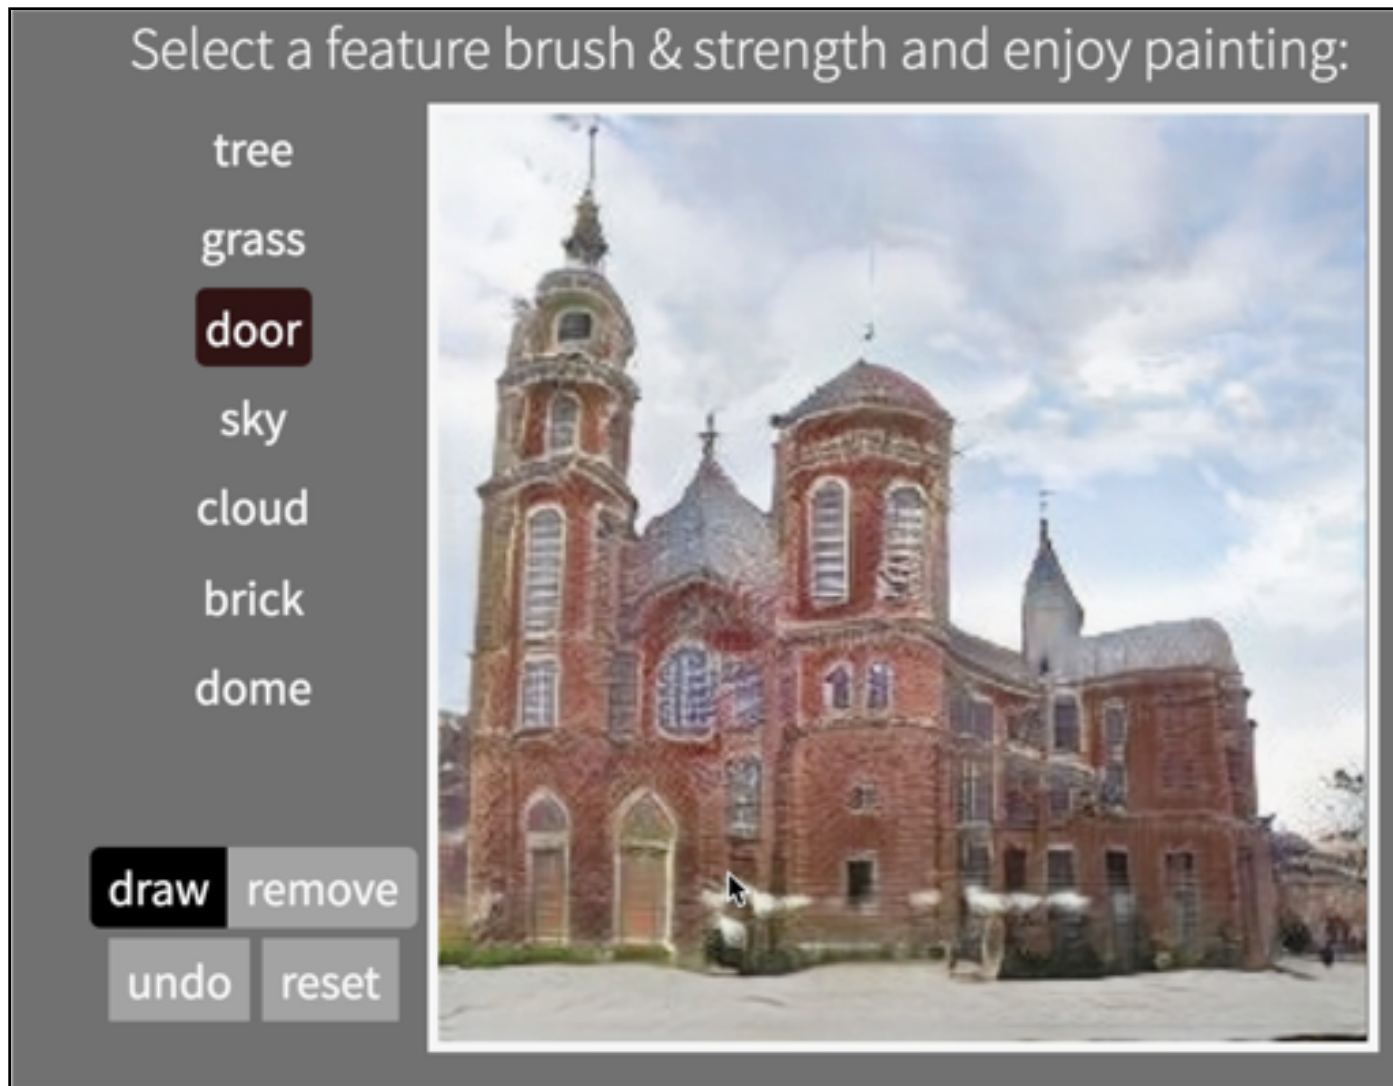 Select a feature brush & strength and enjoy painting:
tree
grass
door
sky
cloud
brick
dome
draw remove
undo reset